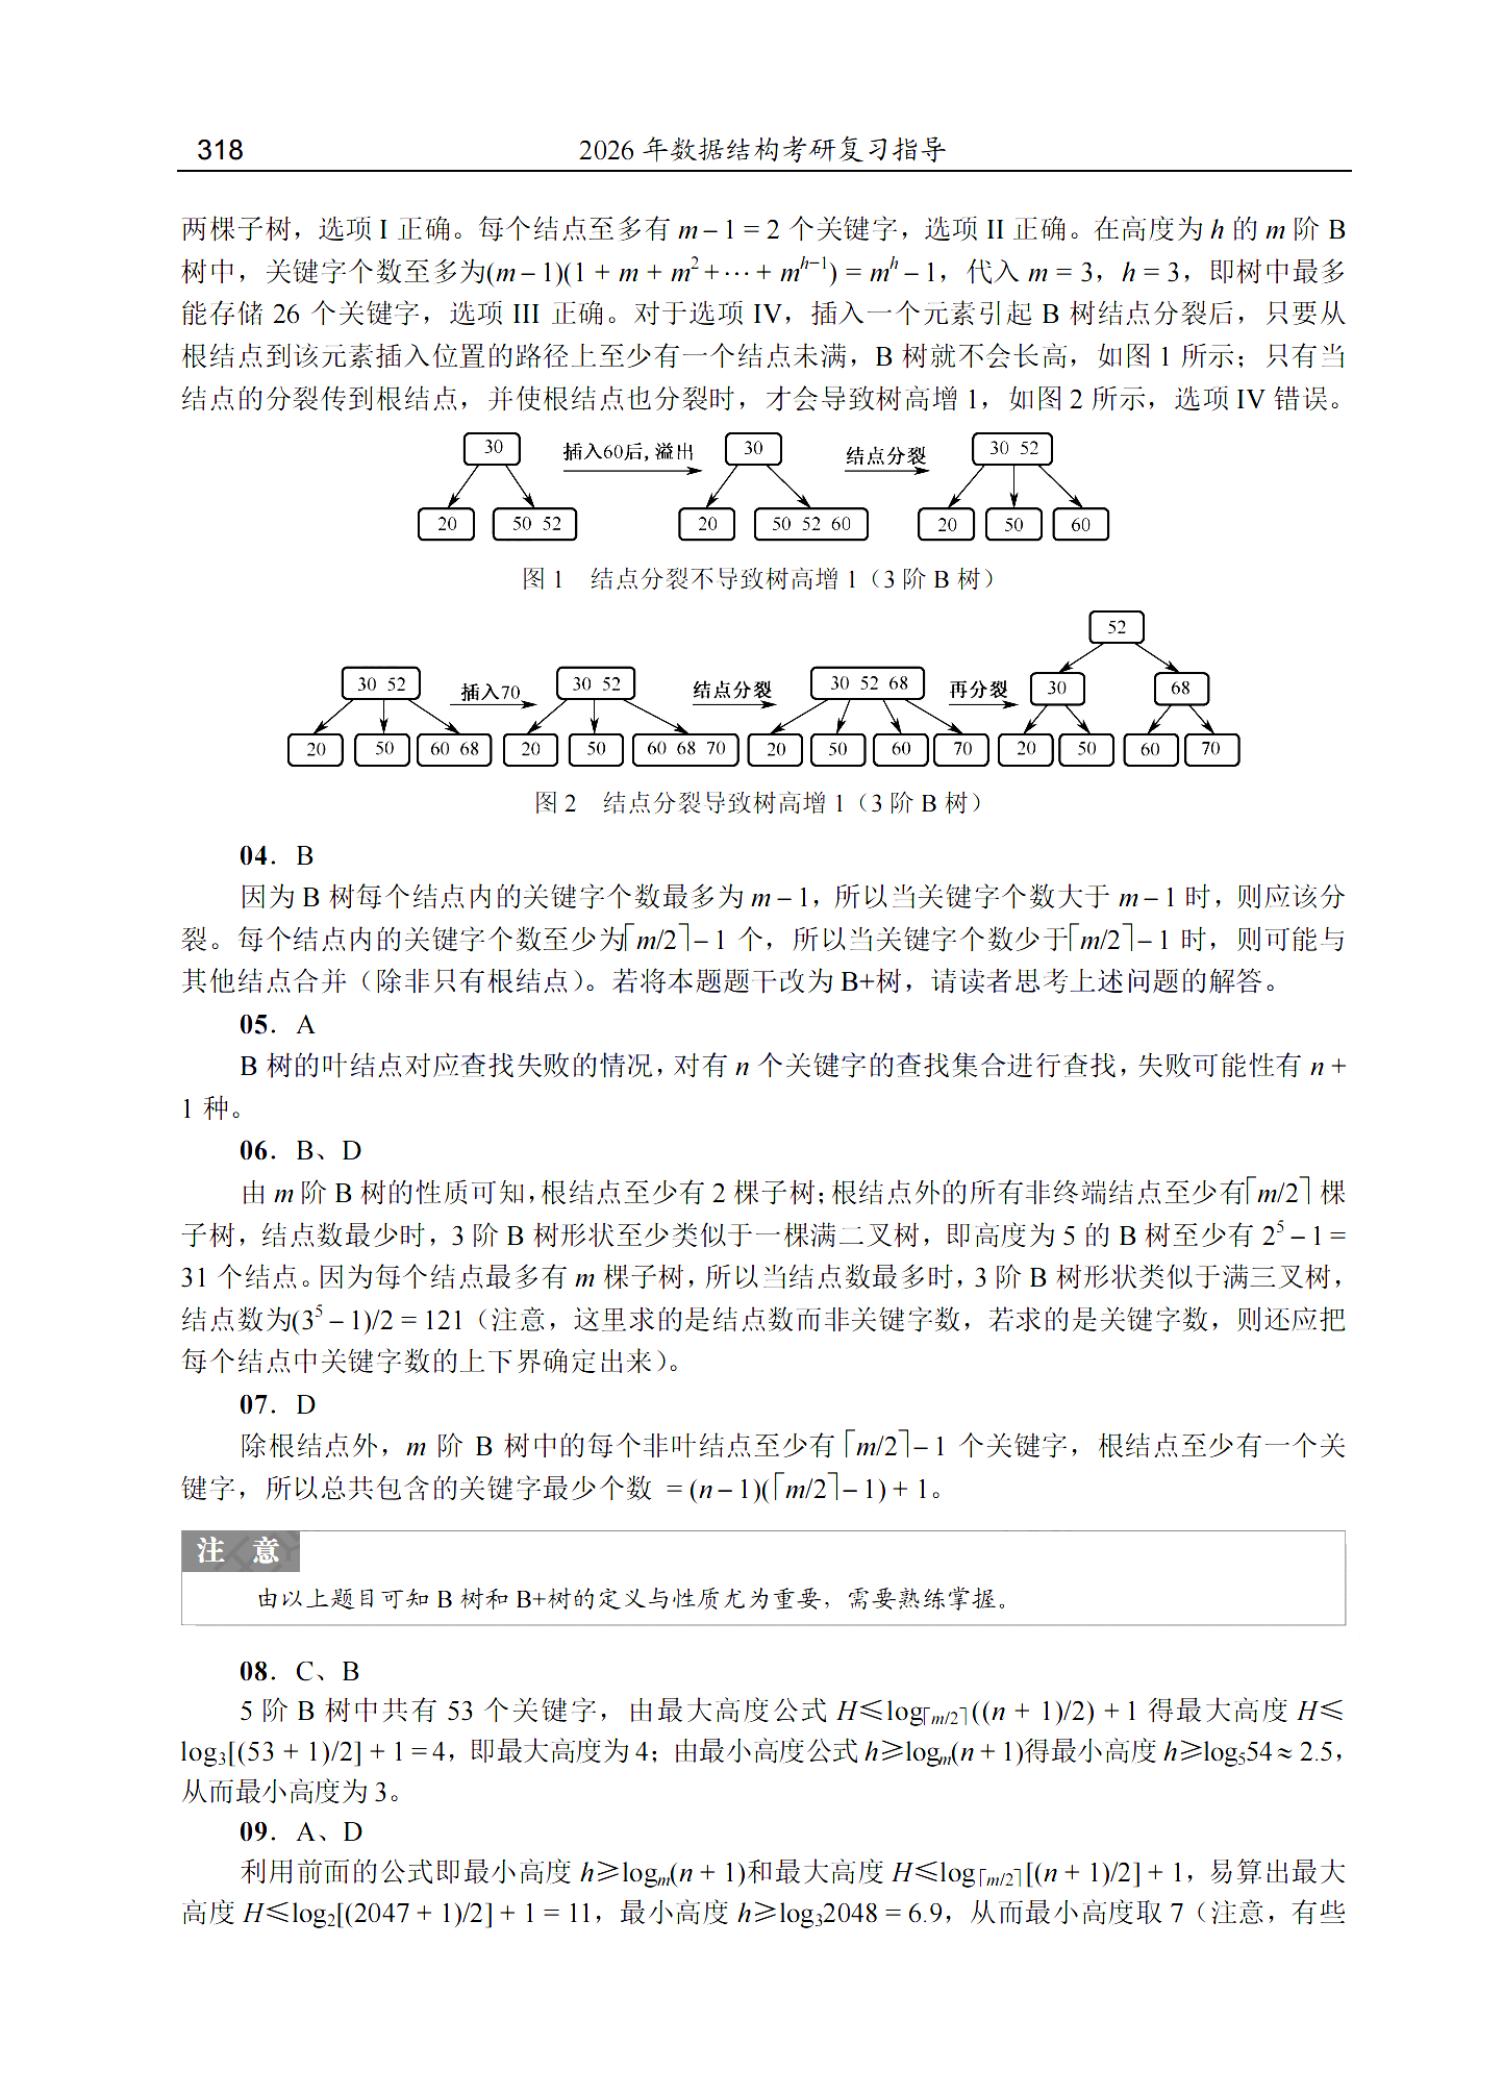 318
2026 年数据结构考研复习指导
两棵子树，选项 I 正确。每个结点至多有 m – 1 = 2 个关键字，选项 II 正确。在高度为 h 的 m 阶 B
树中，关键字个数至多为(m – 1)(1 + m + m² + ⋯ + mʰ⁻¹) = mʰ – 1，代入 m = 3，h = 3，即树中最多
能存储 26 个关键字，选项 III 正确。对于选项 IV，插入一个元素引起 B 树结点分裂后，只要从
根结点到该元素插入位置的路径上至少有一个结点未满，B 树就不会长高，如图 1 所示；只有当
结点的分裂传到根结点，并使根结点也分裂时，才会导致树高增 1，如图 2 所示，选项 IV 错误。
30 插入60后,溢出 30 结点分裂 30 52
20 50 52 20 50 52 60 20 50 60
图 1 结点分裂不导致树高增 1（3 阶 B 树）
52
30 52 插入70 30 52 结点分裂 30 52 68 再分裂 30 68
20 50 60 68 20 50 60 68 70 20 50 60 70 20 50 60 70
图 2 结点分裂导致树高增 1（3 阶 B 树）
04．B
因为 B 树每个结点内的关键字个数最多为 m – 1，所以当关键字个数大于 m – 1 时，则应该分
裂。每个结点内的关键字个数至少为⌈m/2⌉– 1 个，所以当关键字个数少于⌈m/2⌉– 1 时，则可能与
其他结点合并（除非只有根结点）。若将本题题干改为 B+树，请读者思考上述问题的解答。
05．A
B 树的叶结点对应查找失败的情况，对有 n 个关键字的查找集合进行查找，失败可能性有 n +
1 种。
06．B、D
由 m 阶 B 树的性质可知，根结点至少有 2 棵子树；根结点外的所有非终端结点至少有⌈m/2⌉ 棵
子树，结点数最少时，3 阶 B 树形状至少类似于一棵满二叉树，即高度为 5 的 B 树至少有 2⁵ – 1 =
31 个结点。因为每个结点最多有 m 棵子树，所以当结点数最多时，3 阶 B 树形状类似于满三叉树，
结点数为(3⁵ – 1)/2 = 121（注意，这里求的是结点数而非关键字数，若求的是关键字数，则还应把
每个结点中关键字数的上下界确定出来）。
07．D
除根结点外，m 阶 B 树中的每个非叶结点至少有⌈m/2⌉– 1 个关键字，根结点至少有一个关
键字，所以总共包含的关键字最少个数 = (n – 1)(⌈m/2⌉– 1) + 1。
注 意
由以上题目可知 B 树和 B+树的定义与性质尤为重要，需要熟练掌握。
08．C、B
5 阶 B 树中共有 53 个关键字，由最大高度公式 H≤log⌈m/2⌉((n + 1)/2) + 1 得最大高度 H≤
log₃[(53 + 1)/2] + 1 = 4，即最大高度为 4；由最小高度公式 h≥logₘ(n + 1)得最小高度 h≥log₅54 ≈ 2.5，
从而最小高度为 3。
09．A、D
利用前面的公式即最小高度 h≥logₘ(n + 1)和最大高度 H≤log⌈m/2⌉[(n + 1)/2] + 1，易算出最大
高度 H≤log₂[(2047 + 1)/2] + 1 = 11，最小高度 h≥log₃2048 = 6.9，从而最小高度取 7（注意，有些